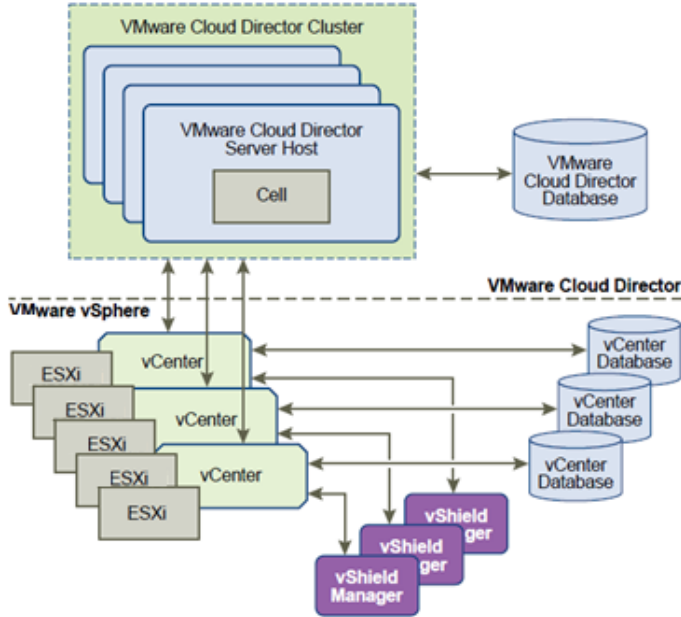 VMware Cloud Director Cluster
VMware Cloud Director
Server Host
Cell
VMware
Cloud Director
Database
VMware Cloud Director
VMware vSphere
vCenter
vCenter
vCenter
ESXi
ESXi
ESXi
ESXi
ESXi
vCenter
Database
vCenter
Database
vCenter
Database
vShield
ger
vShield
ger
vShield
Manager